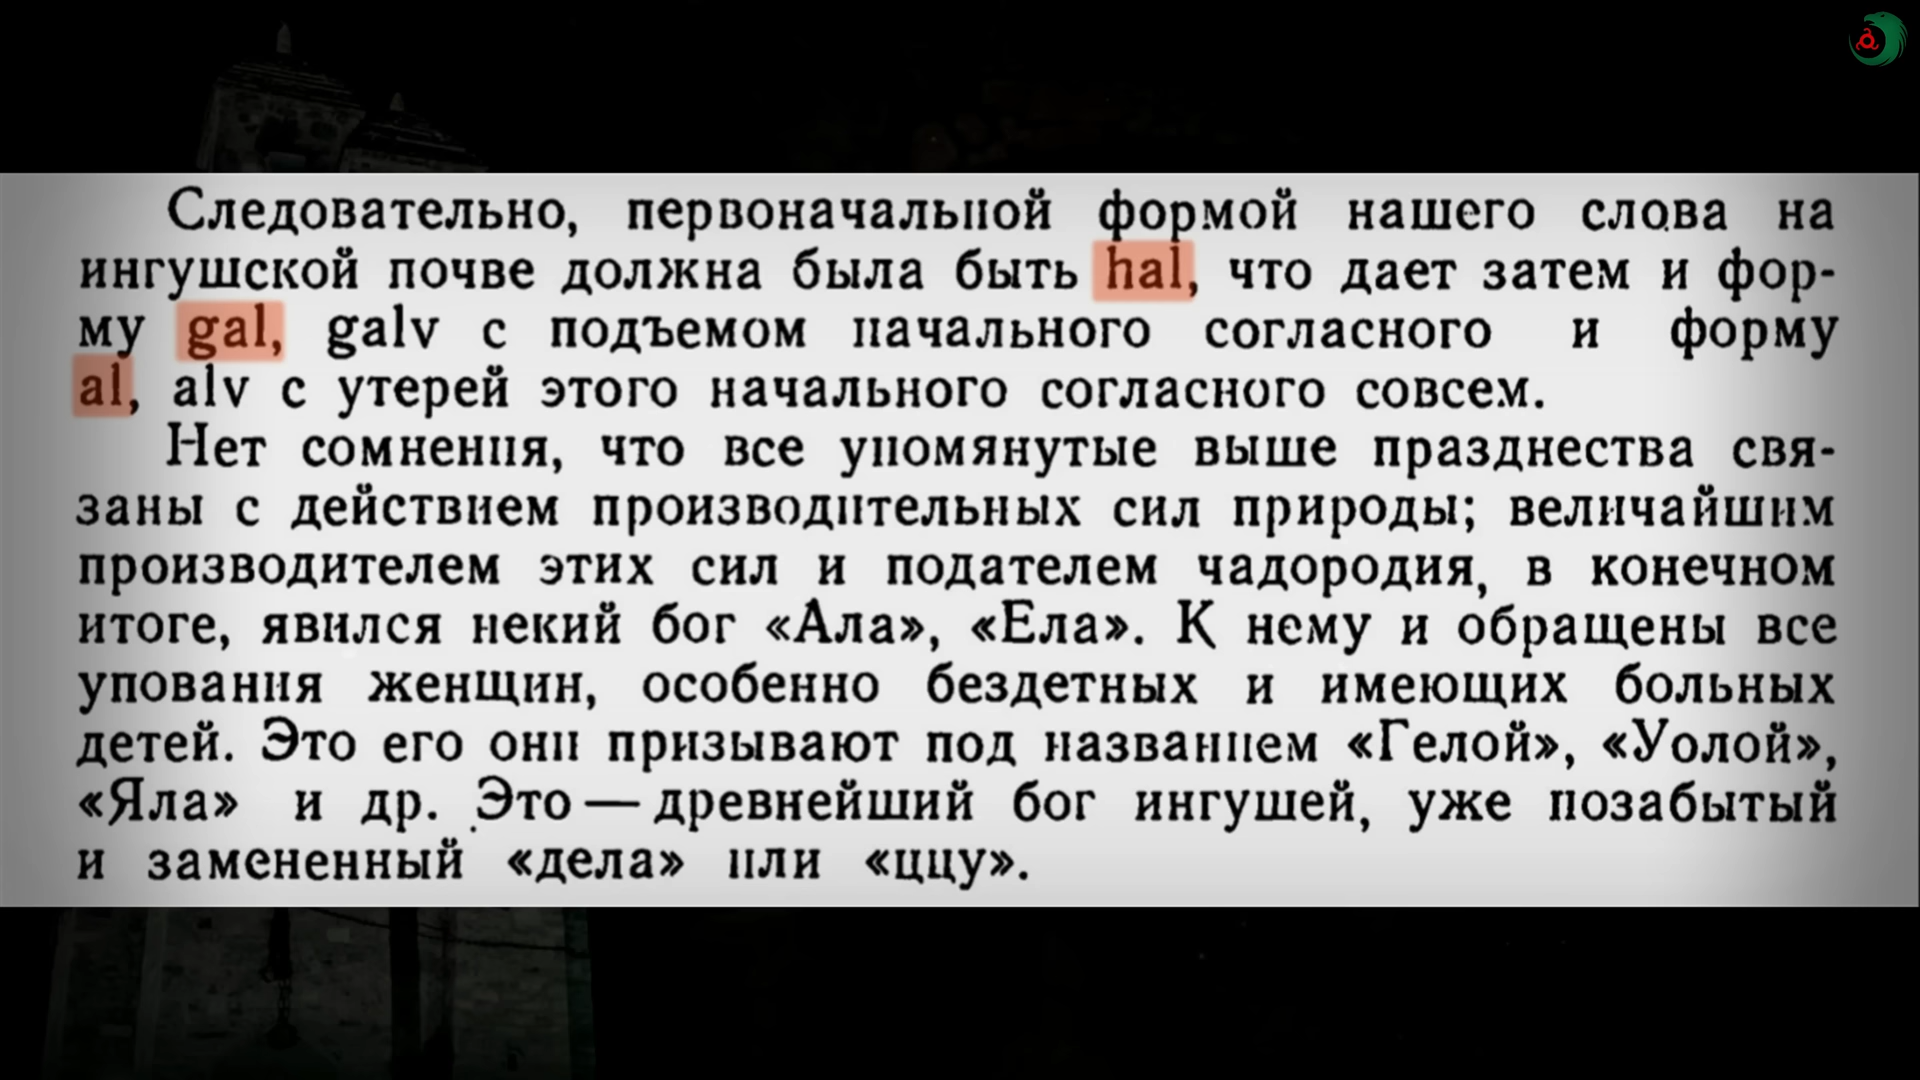 Следовательно, первоначальной формой нашего слова на
ингушской почве должна была быть hal, что дает затем и фор-
му gal, galv с подъемом начального согласного и форму
al, alv с утерей этого начального согласного совсем.
Нет сомнения, что все упомянутые выше празднества свя-
заны с действием производительных сил природы; величайшим
производителем этих сил и подателем чадородия, в конечном
итоге, явился некий бог «Ала», «Ела». К нему и обращены все
упования женщин, особенно бездетных и имеющих больных
детей. Это его они призывают под названием «Гелой», «Уолой»,
«Яла» и др. Это — древнейший бог ингушей, уже позабытый
и замененный «дела» или «ццу».